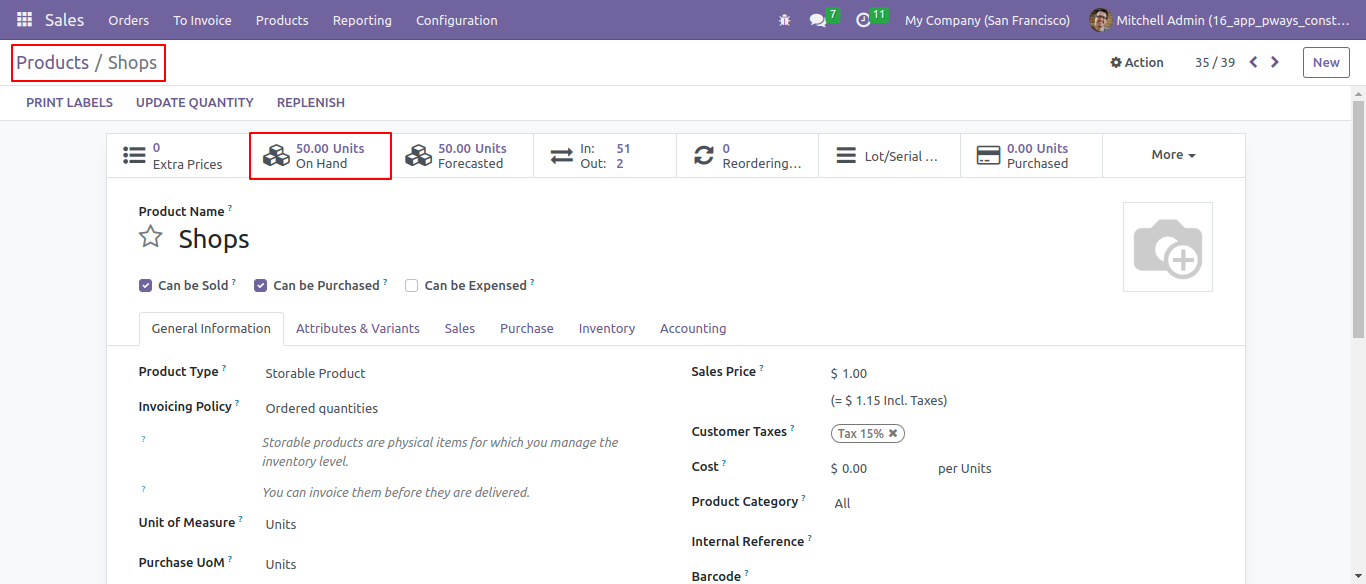 Sales Orders To Invoice Products Reporting Configuration 7 11 My Company (San Francisco) Mitchell Admin (16_app_pways_const...
Products / Shops Action 35 / 39 New
PRINT LABELS UPDATE QUANTITY REPLENISH
0 Extra Prices
50.00 Units On Hand
50.00 Units Forecasted
In: 51
Out: 2
0 Reordering...
Lot/Serial ...
0.00 Units Purchased
More
Product Name ?
Shops
Can be Sold ? Can be Purchased ? Can be Expensed ?
General Information Attributes & Variants Sales Purchase Inventory Accounting
Product Type ? Storable Product
Invoicing Policy ? Ordered quantities
? Storable products are physical items for which you manage the
inventory level.
? You can invoice them before they are delivered.
Unit of Measure ? Units
Purchase UoM ? Units
Sales Price ? $ 1.00
(= $ 1.15 Incl. Taxes)
Customer Taxes ? Tax 15% ✖
Cost ? $ 0.00 per Units
Product Category ? All
Internal Reference ?
Barcode ?